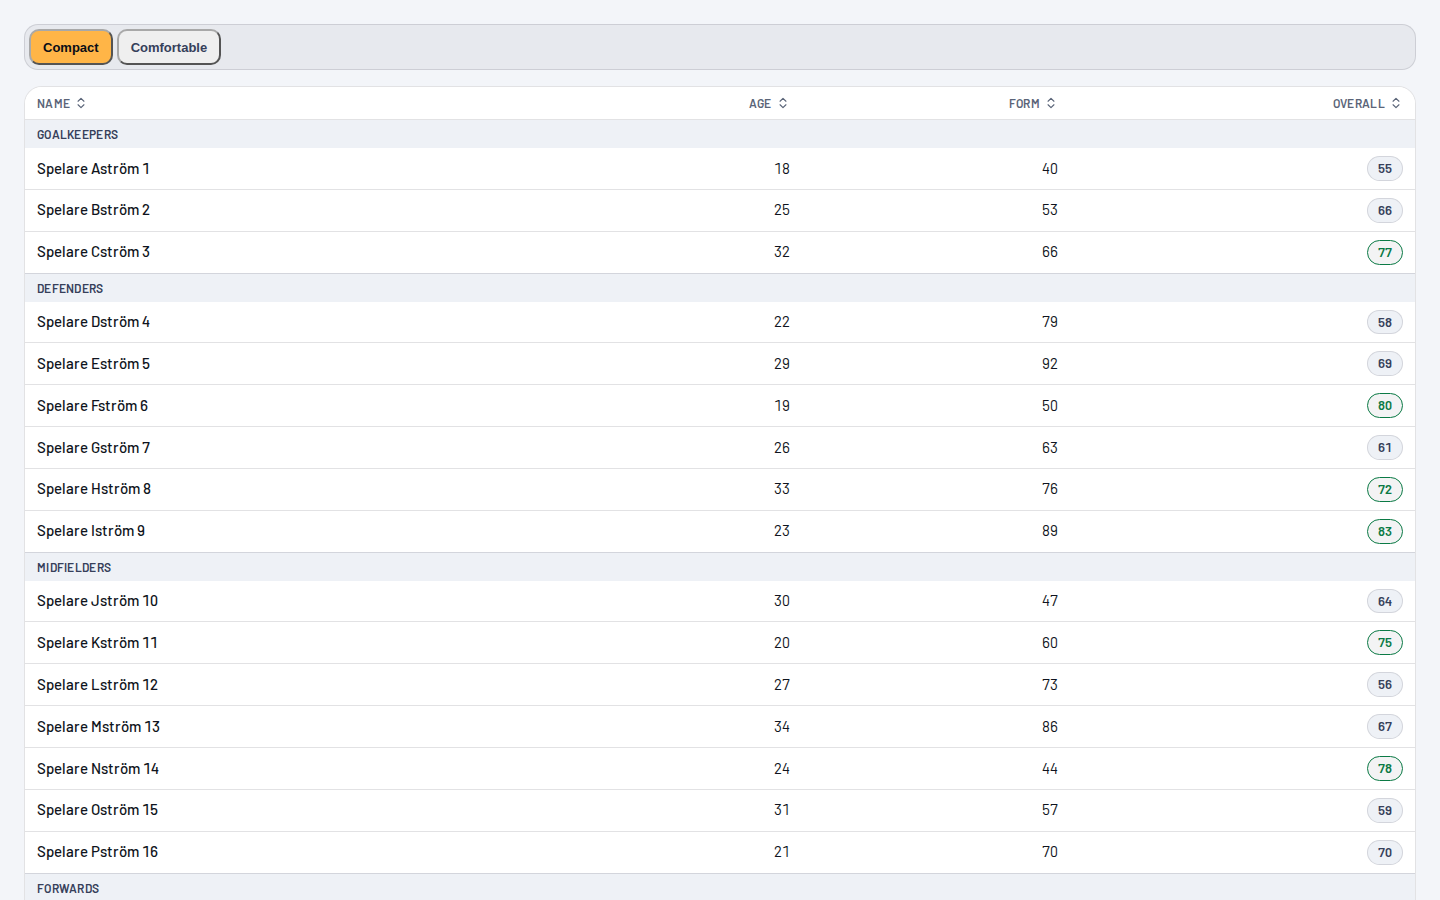 Compact Comfortable
NAME AGE FORM OVERALL
GOALKEEPERS
Spelare Aström 1 18 40 55
Spelare Bström 2 25 53 66
Spelare Cström 3 32 66 77
DEFENDERS
Spelare Dström 4 22 79 58
Spelare Eström 5 29 92 69
Spelare Fström 6 19 50 80
Spelare Gström 7 26 63 61
Spelare Hström 8 33 76 72
Spelare Iström 9 23 89 83
MIDFIELDERS
Spelare Jström 10 30 47 64
Spelare Kström 11 20 60 75
Spelare Lström 12 27 73 56
Spelare Mström 13 34 86 67
Spelare Nström 14 24 44 78
Spelare Oström 15 31 57 59
Spelare Pström 16 21 70 70
FORWARDS